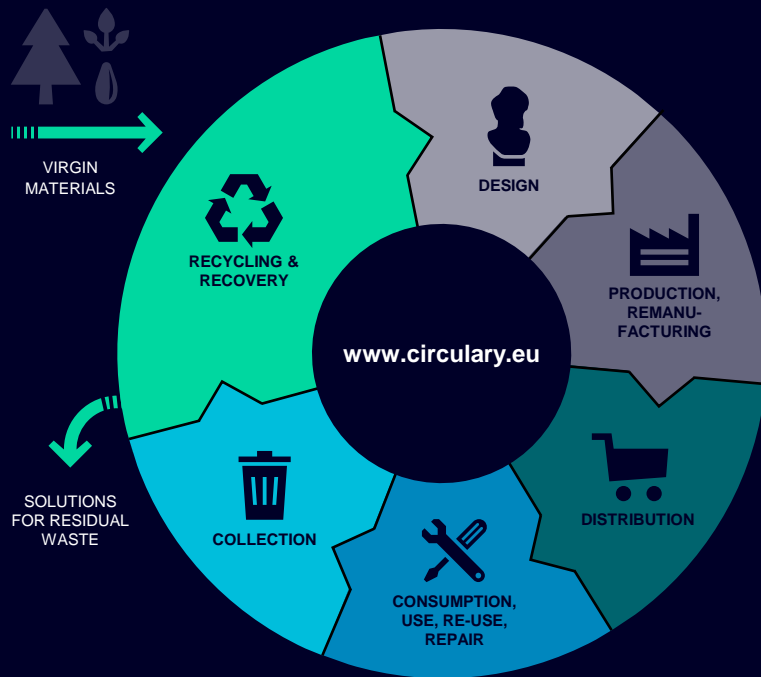 VIRGIN
MATERIALS
DESIGN
RECYCLING &
RECOVERY
PRODUCTION,
REMANU-
FACTURING
www.circulary.eu
SOLUTIONS
FOR RESIDUAL
WASTE
COLLECTION
DISTRIBUTION
CONSUMPTION,
USE, RE-USE,
REPAIR